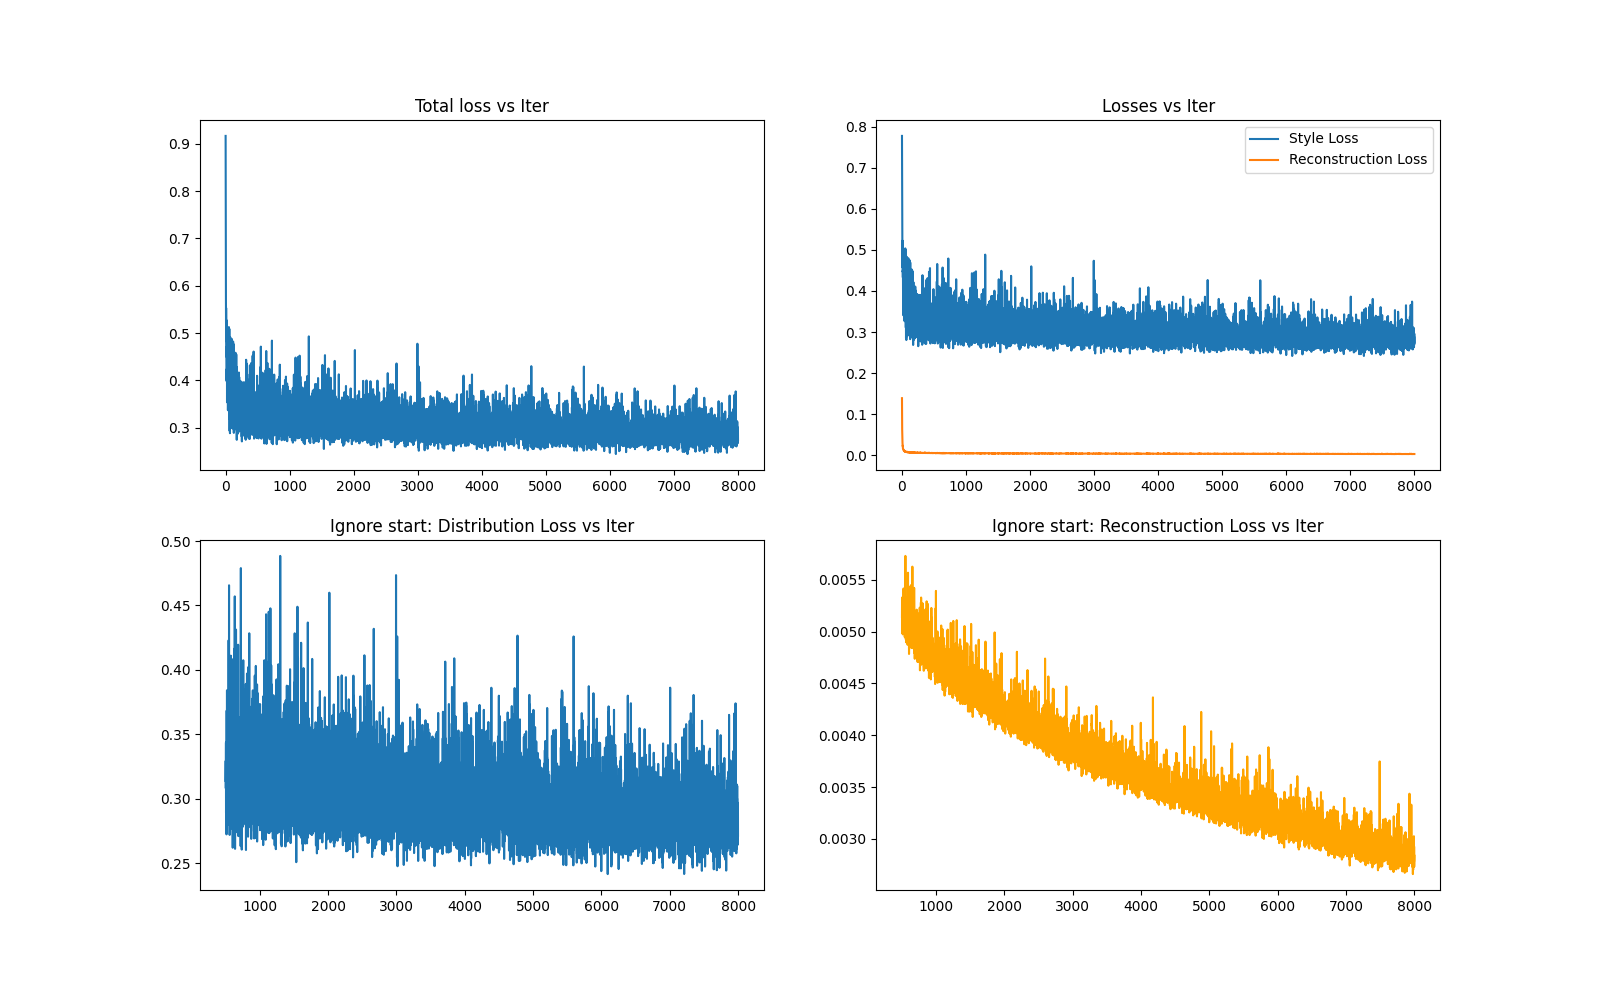 Total loss vs Iter
0.9
0.8
0.7
0.6
0.5
0.4
0.3
0 1000 2000 3000 4000 5000 6000 7000 8000
Losses vs Iter
Style Loss
Reconstruction Loss
0.8
0.7
0.6
0.5
0.4
0.3
0.2
0.1
0.0
0 1000 2000 3000 4000 5000 6000 7000 8000
Ignore start: Distribution Loss vs Iter
0.50
0.45
0.40
0.35
0.30
0.25
1000 2000 3000 4000 5000 6000 7000 8000
Ignore start: Reconstruction Loss vs Iter
0.0055
0.0050
0.0045
0.0040
0.0035
0.0030
1000 2000 3000 4000 5000 6000 7000 8000